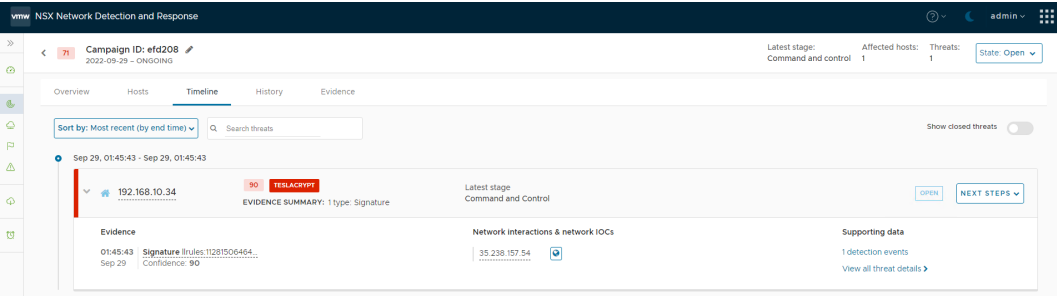 vmw NSX Network Detection and Response
admin
71 Campaign ID: efd208
2022-09-29 – ONGOING
Latest stage:
Command and control
Affected hosts:
1
Threats:
1
State: Open
Overview Hosts Timeline History Evidence
Sort by: Most recent (by end time)
Search threats
Show closed threats
Sep 29, 01:45:43 - Sep 29, 01:45:43
192.168.10.34
90 TESLACRYPT
EVIDENCE SUMMARY: 1 type: Signature
Latest stage
Command and Control
OPEN
NEXT STEPS
Evidence
01:45:43 Signature llrules:11281506464...
Sep 29 Confidence: 90
Network interactions & network IOCs
35.238.157.54
Supporting data
1 detection events
View all threat details